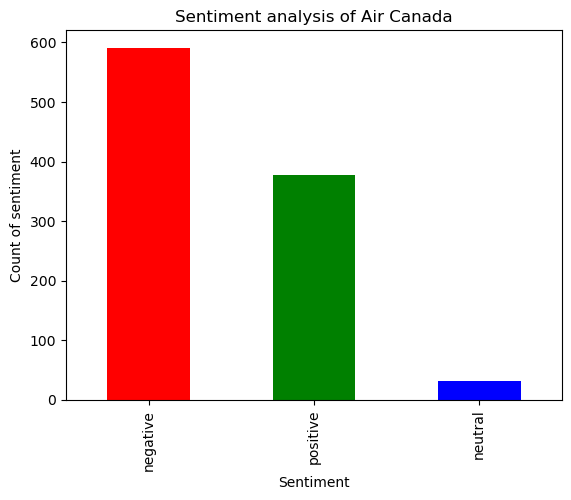 Sentiment analysis of Air Canada
600
500
400
300
200
100
0
Count of sentiment
negative
positive
neutral
Sentiment